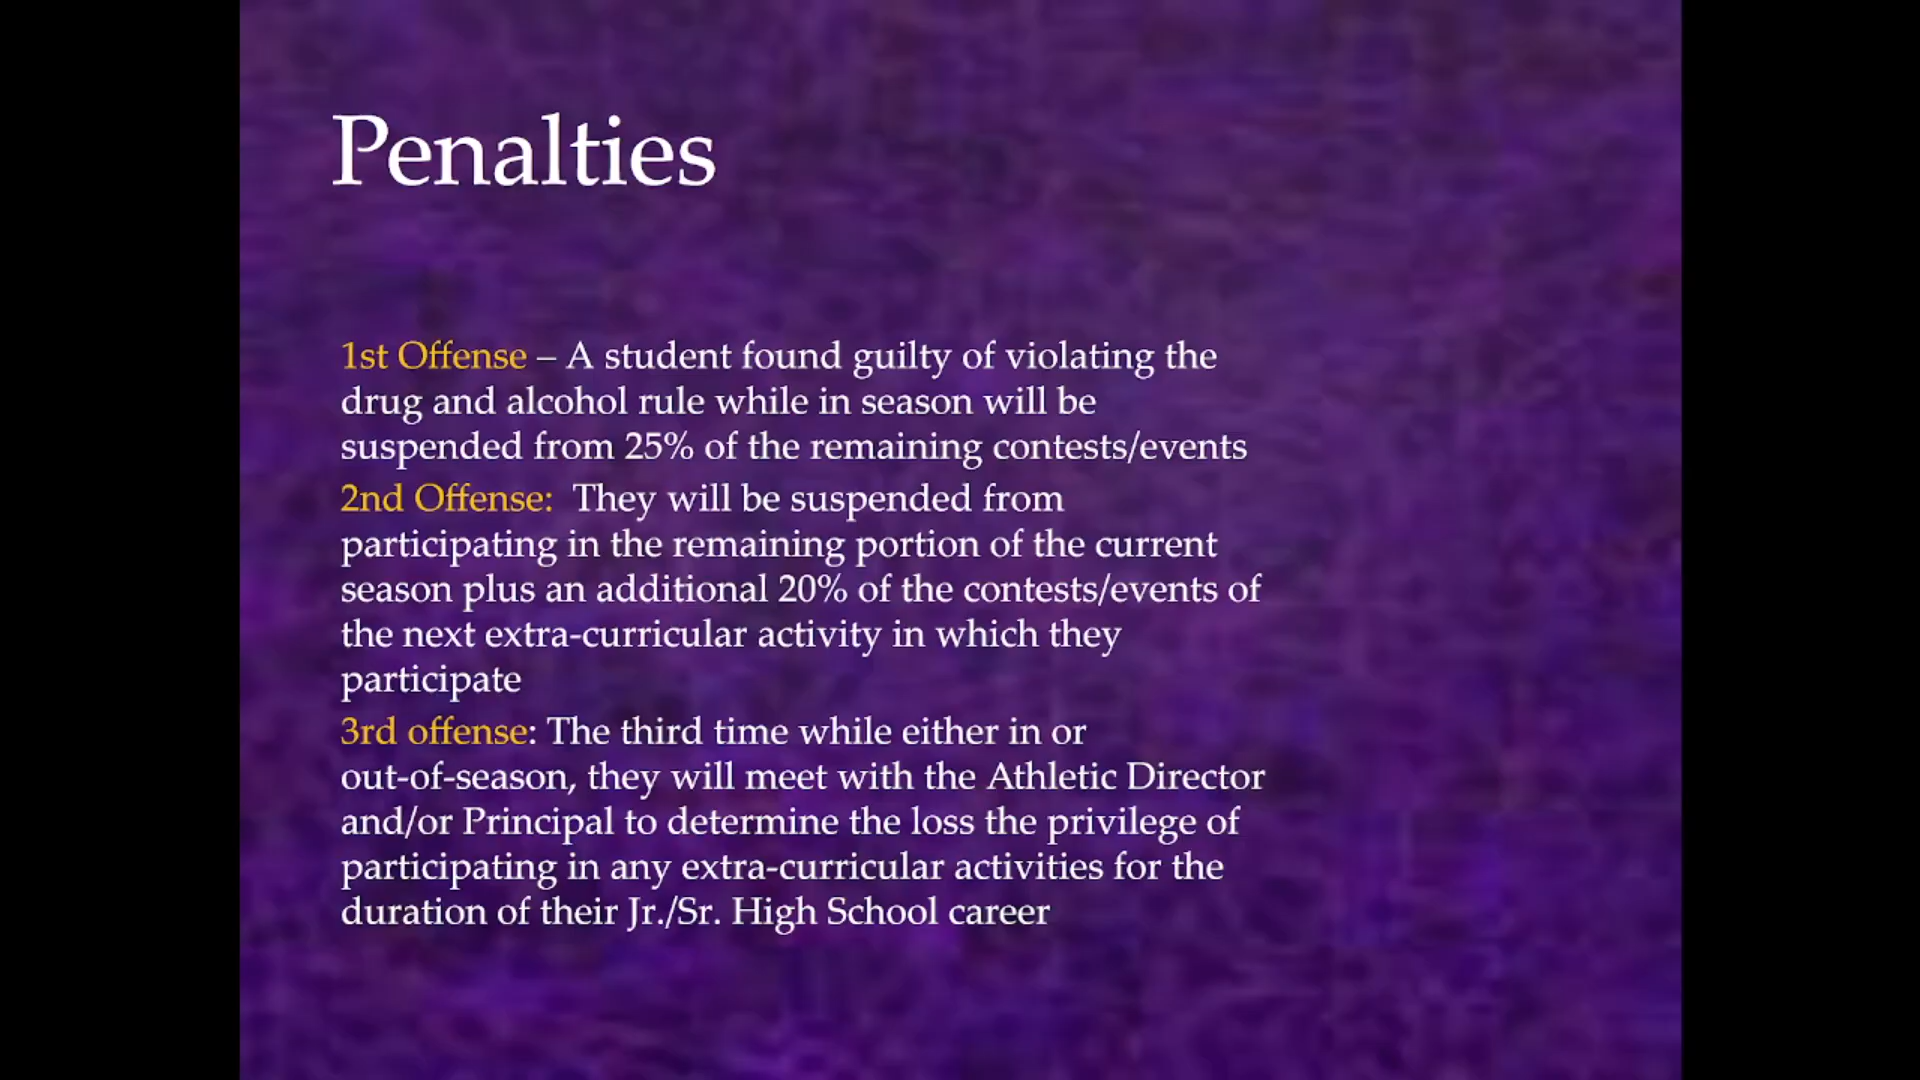 Penalties
1st Offense – A student found guilty of violating the
drug and alcohol rule while in season will be
suspended from 25% of the remaining contests/events
2nd Offense:  They will be suspended from
participating in the remaining portion of the current
season plus an additional 20% of the contests/events of
the next extra-curricular activity in which they
participate
3rd offense: The third time while either in or
out-of-season, they will meet with the Athletic Director
and/or Principal to determine the loss the privilege of
participating in any extra-curricular activities for the
duration of their Jr./Sr. High School career